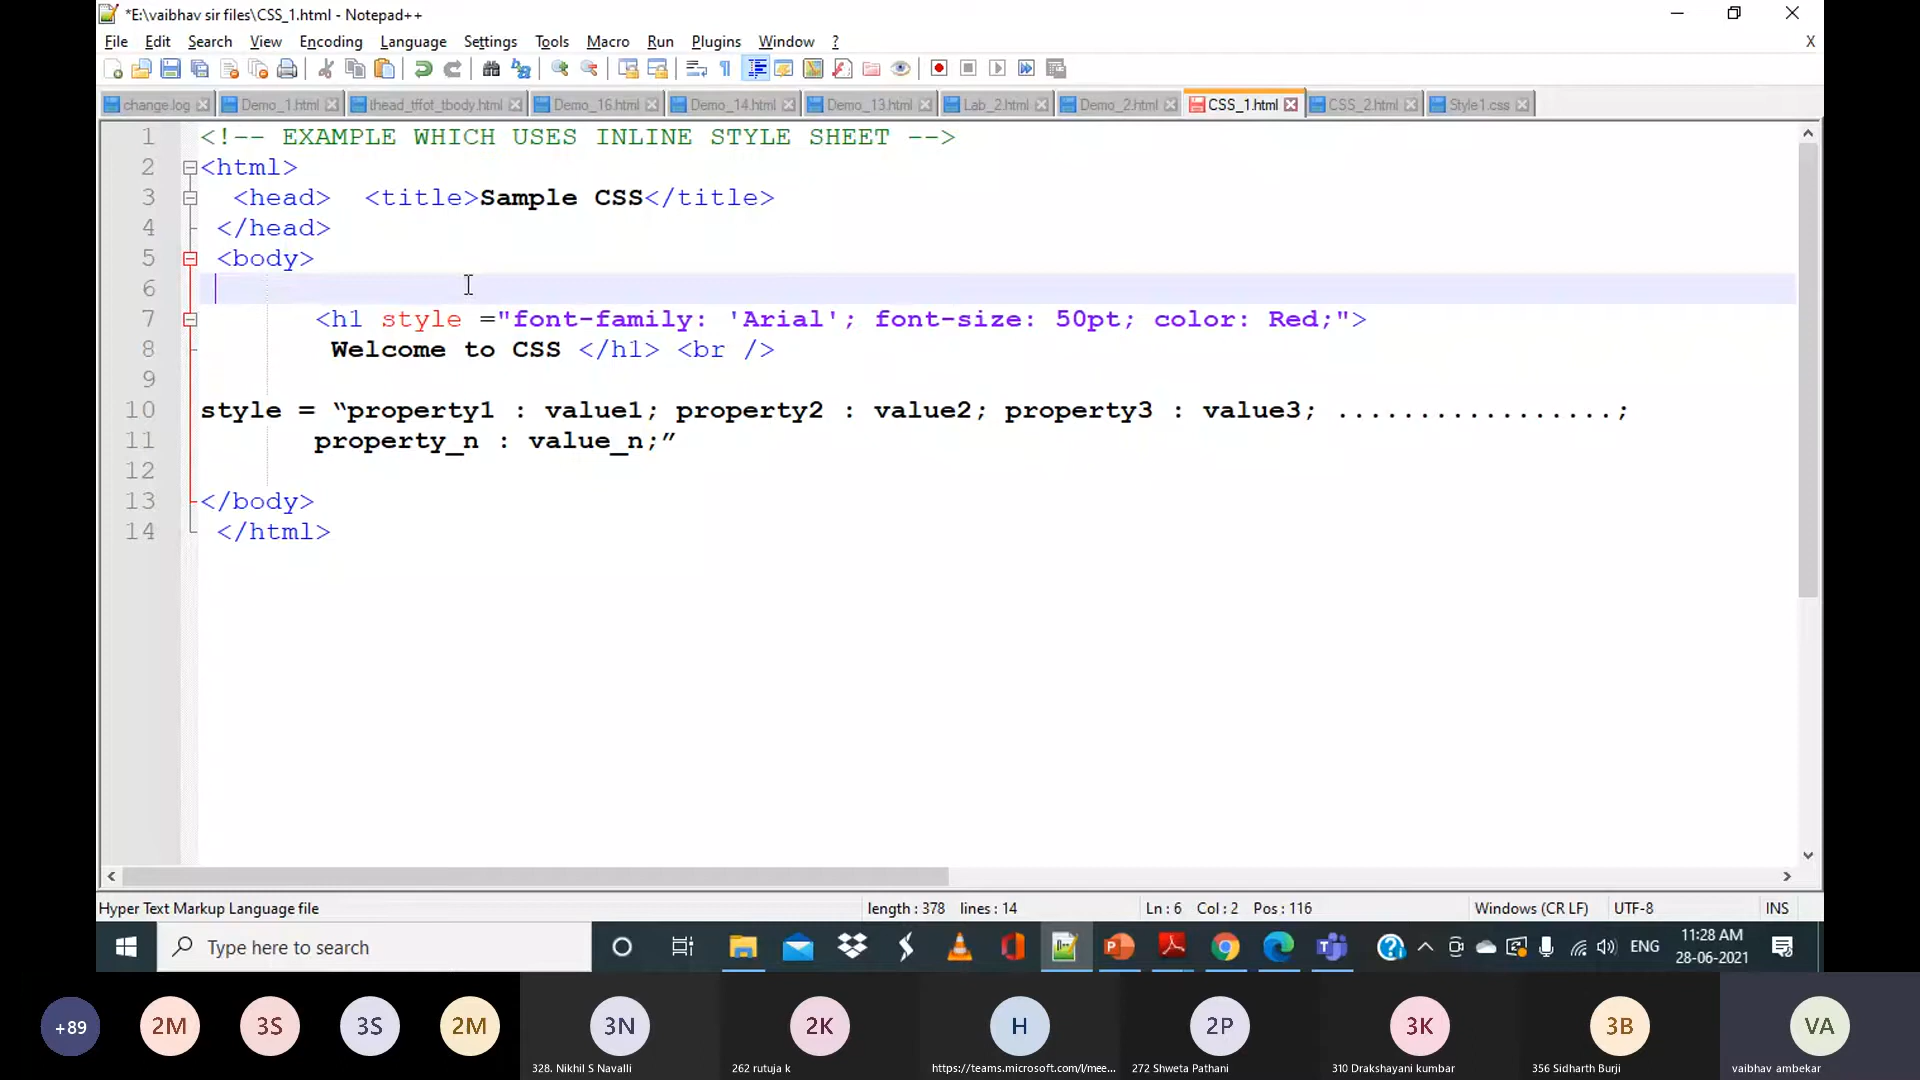 *E:\vaibhav sir files\CSS_1.html - Notepad++
File Edit Search View Encoding Language Settings Tools Macro Run Plugins Window ? X
change.log Demo_1.html thead_tffot_tbody.html Demo_16.html Demo_14.html Demo_13.html Lab_2.html Demo_2.html CSS_1.html CSS_2.html Style1.css
1 <!-- EXAMPLE WHICH USES INLINE STYLE SHEET -->
2 <html>
3 <head> <title>Sample CSS</title>
4 </head>
5 <body>
6
7 <h1 style ="font-family: 'Arial'; font-size: 50pt; color: Red;">
8 Welcome to CSS </h1> <br />
9
10 style = “property1 : value1; property2 : value2; property3 : value3; .................;
11 property_n : value_n;”
12
13 </body>
14 </html>
Hyper Text Markup Language file length : 378 lines : 14 Ln : 6 Col : 2 Pos : 116 Windows (CR LF) UTF-8 INS
Type here to search ENG 11:28 AM
28-06-2021
+89 2M 3S 3S 2M 3N 2K H 2P 3K 3B VA
328. Nikhil S Navalli 262 rutuja k https://teams.microsoft.com/l/mee... 272 Shweta Pathani 310 Drakshayani kumbar 356 Sidharth Burji vaibhav ambekar